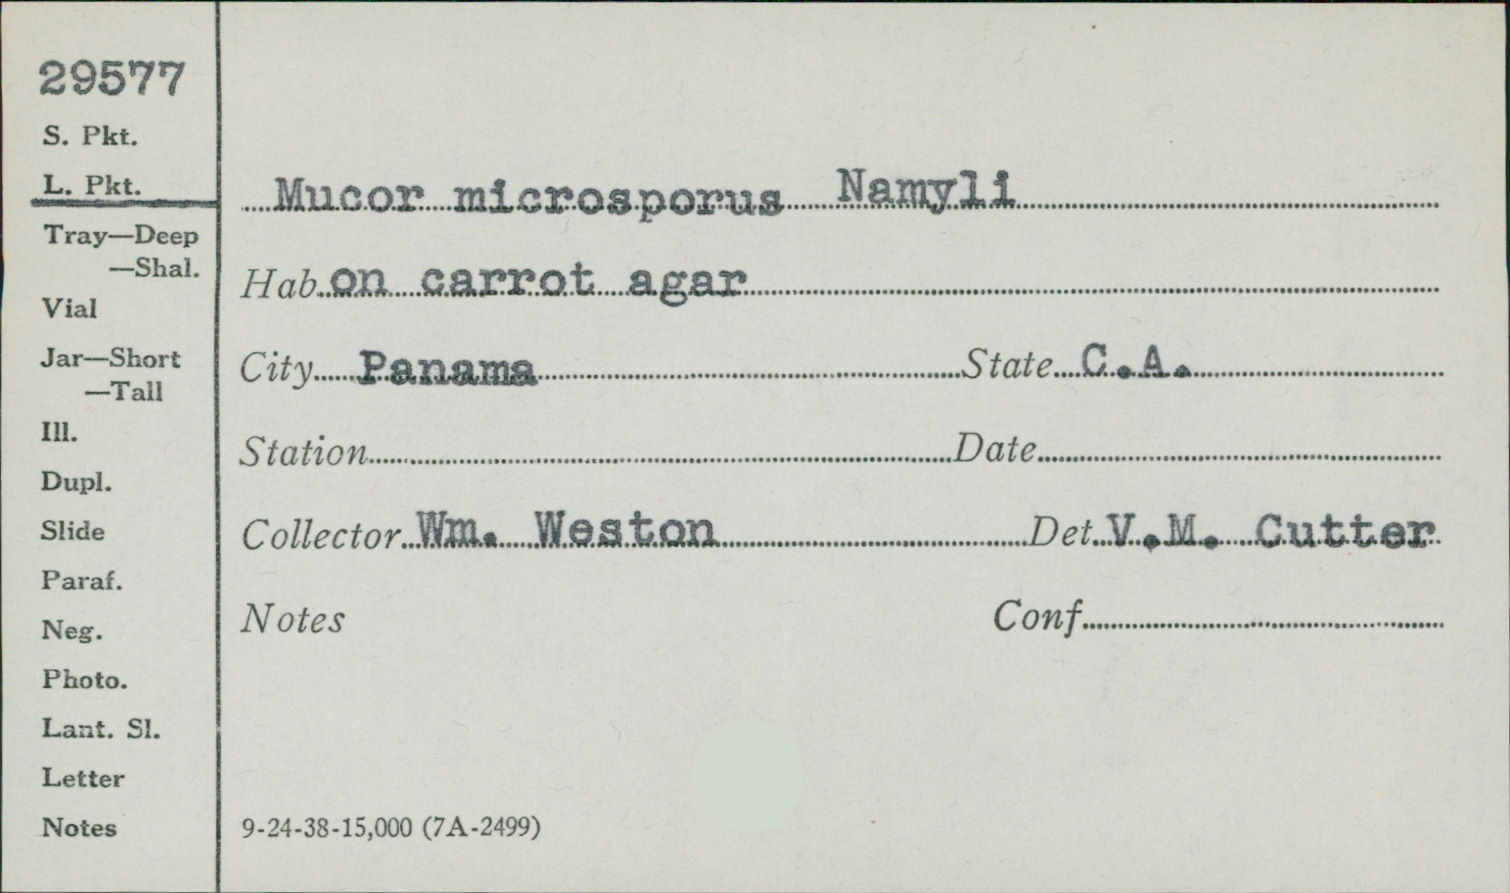 29577
S. Pkt.
L. Pkt.
Tray—Deep
—Shal.
Vial
Jar—Short
—Tall
Ill.
Dupl.
Slide
Paraf.
Neg.
Photo.
Lant. Sl.
Letter
Notes
Mucor microsporus Namyli
Hab. on carrot agar
City Panama State C.A.
Station Date
Collector Wm. Weston Det. V.M. Cutter
Notes Conf.
9-24-38-15,000 (7A-2499)